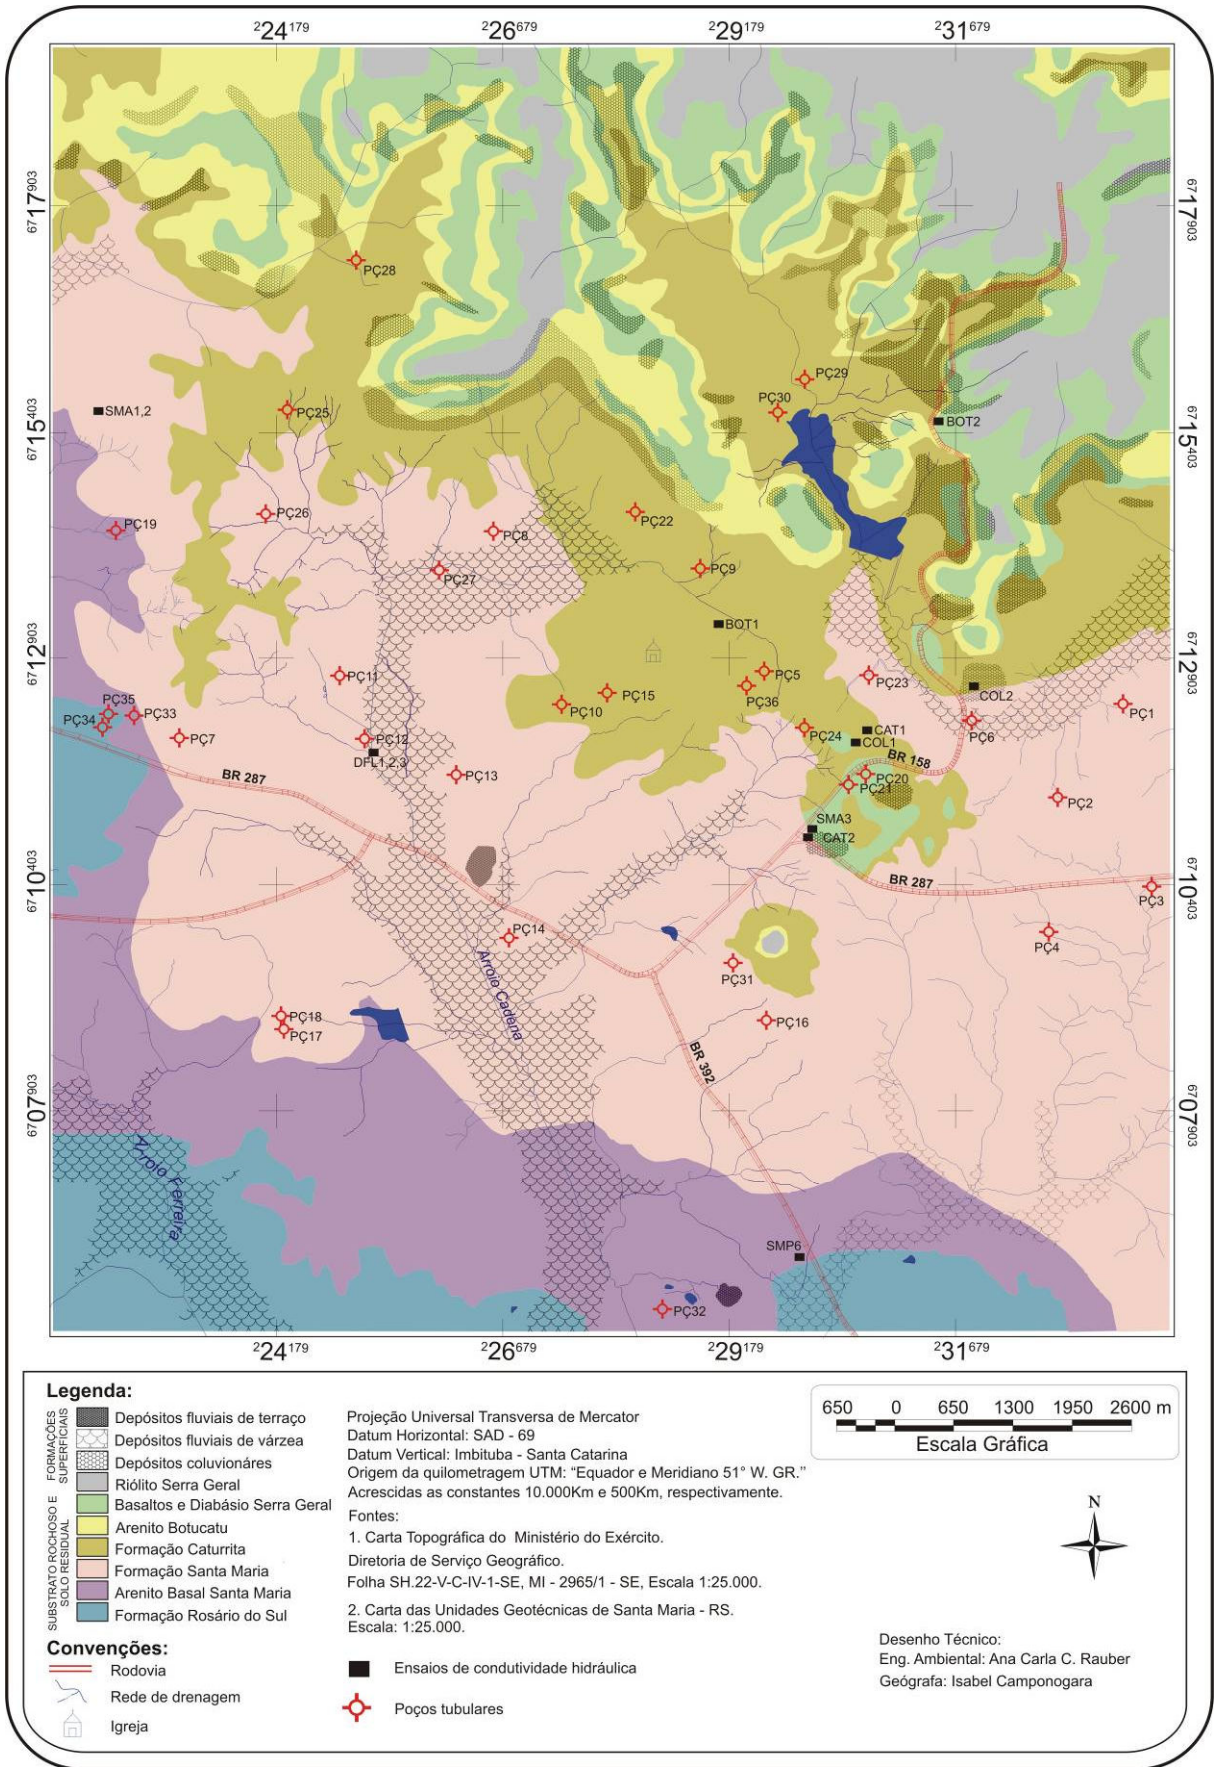 ²24¹⁷⁹ ²26⁶⁷⁹ ²29¹⁷⁹ ²31⁶⁷⁹
⁶⁷17⁹⁰³
⁶⁷17⁹⁰³
PÇ28
PÇ29
PÇ30
PÇ25
SMA1,2
BOT2
⁶⁷15⁴⁰³
⁶⁷15⁴⁰³
PÇ26
PÇ22
PÇ19
PÇ8
PÇ27
PÇ9
BOT1
⁶⁷12⁹⁰³
⁶⁷12⁹⁰³
PÇ11
PÇ5
PÇ23
PÇ36
COL2
PÇ15
PÇ10
PÇ1
PÇ35
PÇ34
PÇ33
PÇ7
PÇ12
DFL1,2,3
PÇ24
CAT1
COL1
PÇ6
BR 158
BR 287
PÇ13
PÇ20
PÇ21
PÇ2
SMA3
CAT2
BR 287
⁶⁷10⁴⁰³
⁶⁷10⁴⁰³
PÇ3
PÇ14
PÇ4
Arroio Cadena
PÇ31
PÇ18
PÇ17
PÇ16
BR 392
⁶⁷07⁹⁰³
⁶⁷07⁹⁰³
Arroio Ferreira
SMP6
PÇ32
²24¹⁷⁹ ²26⁶⁷⁹ ²29¹⁷⁹ ²31⁶⁷⁹
Legenda:
FORMAÇÕES
SUPERFICIAIS
Depósitos fluviais de terraço
Depósitos fluviais de várzea
Depósitos coluvionáres
SUBSTRATO ROCHOSO E
SOLO RESIDUAL
Riólito Serra Geral
Basaltos e Diabásio Serra Geral
Arenito Botucatu
Formação Caturrita
Formação Santa Maria
Arenito Basal Santa Maria
Formação Rosário do Sul
Convenções:
Rodovia
Rede de drenagem
Igreja
Projeção Universal Transversa de Mercator
Datum Horizontal: SAD - 69
Datum Vertical: Imbituba - Santa Catarina
Origem da quilometragem UTM: “Equador e Meridiano 51° W. GR.”
Acrescidas as constantes 10.000Km e 500Km, respectivamente.
Fontes:
1. Carta Topográfica do Ministério do Exército.
Diretoria de Serviço Geográfico.
Folha SH.22-V-C-IV-1-SE, MI - 2965/1 - SE, Escala 1:25.000.
2. Carta das Unidades Geotécnicas de Santa Maria - RS.
Escala: 1:25.000.
Ensaios de condutividade hidráulica
Poços tubulares
650 0 650 1300 1950 2600 m
Escala Gráfica
N
Desenho Técnico:
Eng. Ambiental: Ana Carla C. Rauber
Geógrafa: Isabel Camponogara